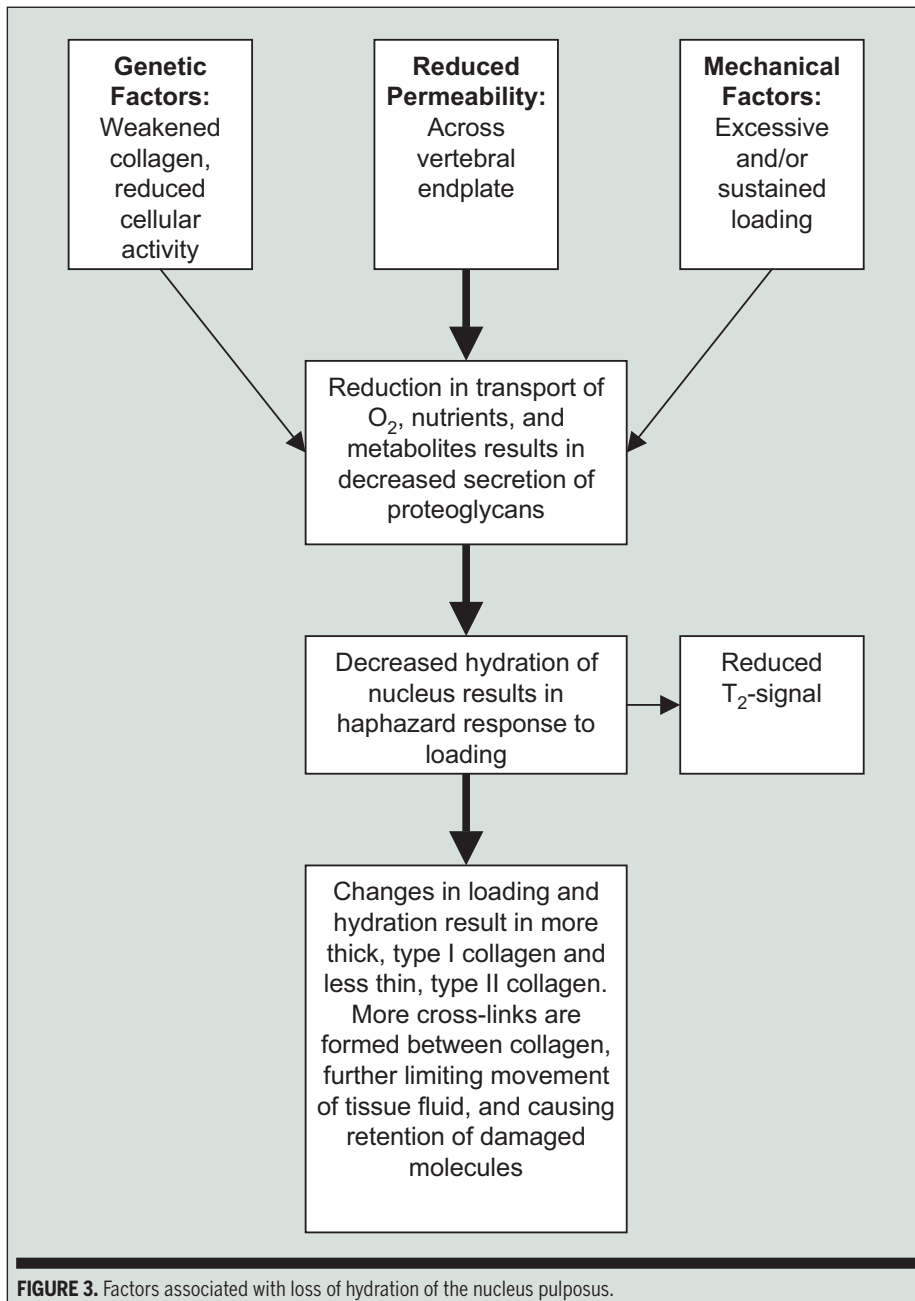 Genetic
Factors:
Weakened
collagen,
reduced
cellular
activity
Reduced
Permeability:
Across
vertebral
endplate
Mechanical
Factors:
Excessive
and/or
sustained
loading
Reduction in transport of
O₂, nutrients, and
metabolites results in
decreased secretion of
proteoglycans
Decreased hydration of
nucleus results in
haphazard response to
loading
Reduced
T₂-signal
Changes in loading and
hydration result in more
thick, type I collagen and
less thin, type II collagen.
More cross-links are
formed between collagen,
further limiting movement
of tissue fluid, and causing
retention of damaged
molecules
FIGURE 3. Factors associated with loss of hydration of the nucleus pulposus.